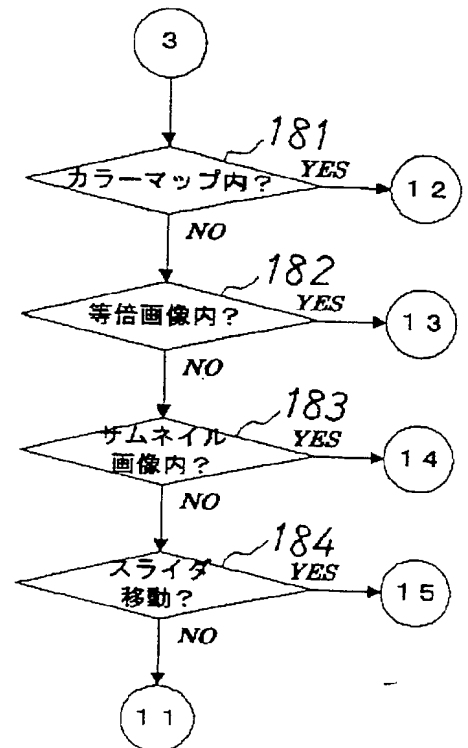 3
181
カラーマップ内?
YES
12
NO
182
等倍画像内?
YES
13
NO
183
サムネイル
画像内?
YES
14
NO
184
スライダ
移動?
YES
15
NO
11